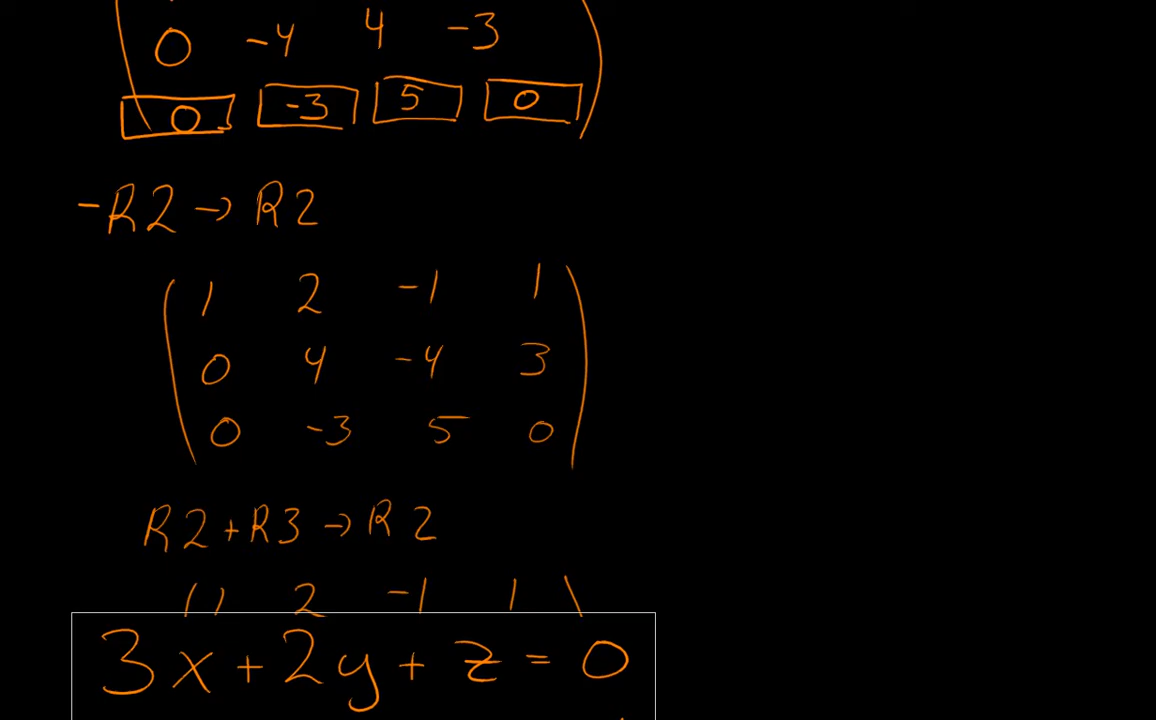 0 -4 4 -3
0 -3 5 0
-R2 → R2
1 2 -1 1
0 4 -4 3
0 -3 5 0
R2 + R3 → R2
1 2 -1 1
3x + 2y + z = 0